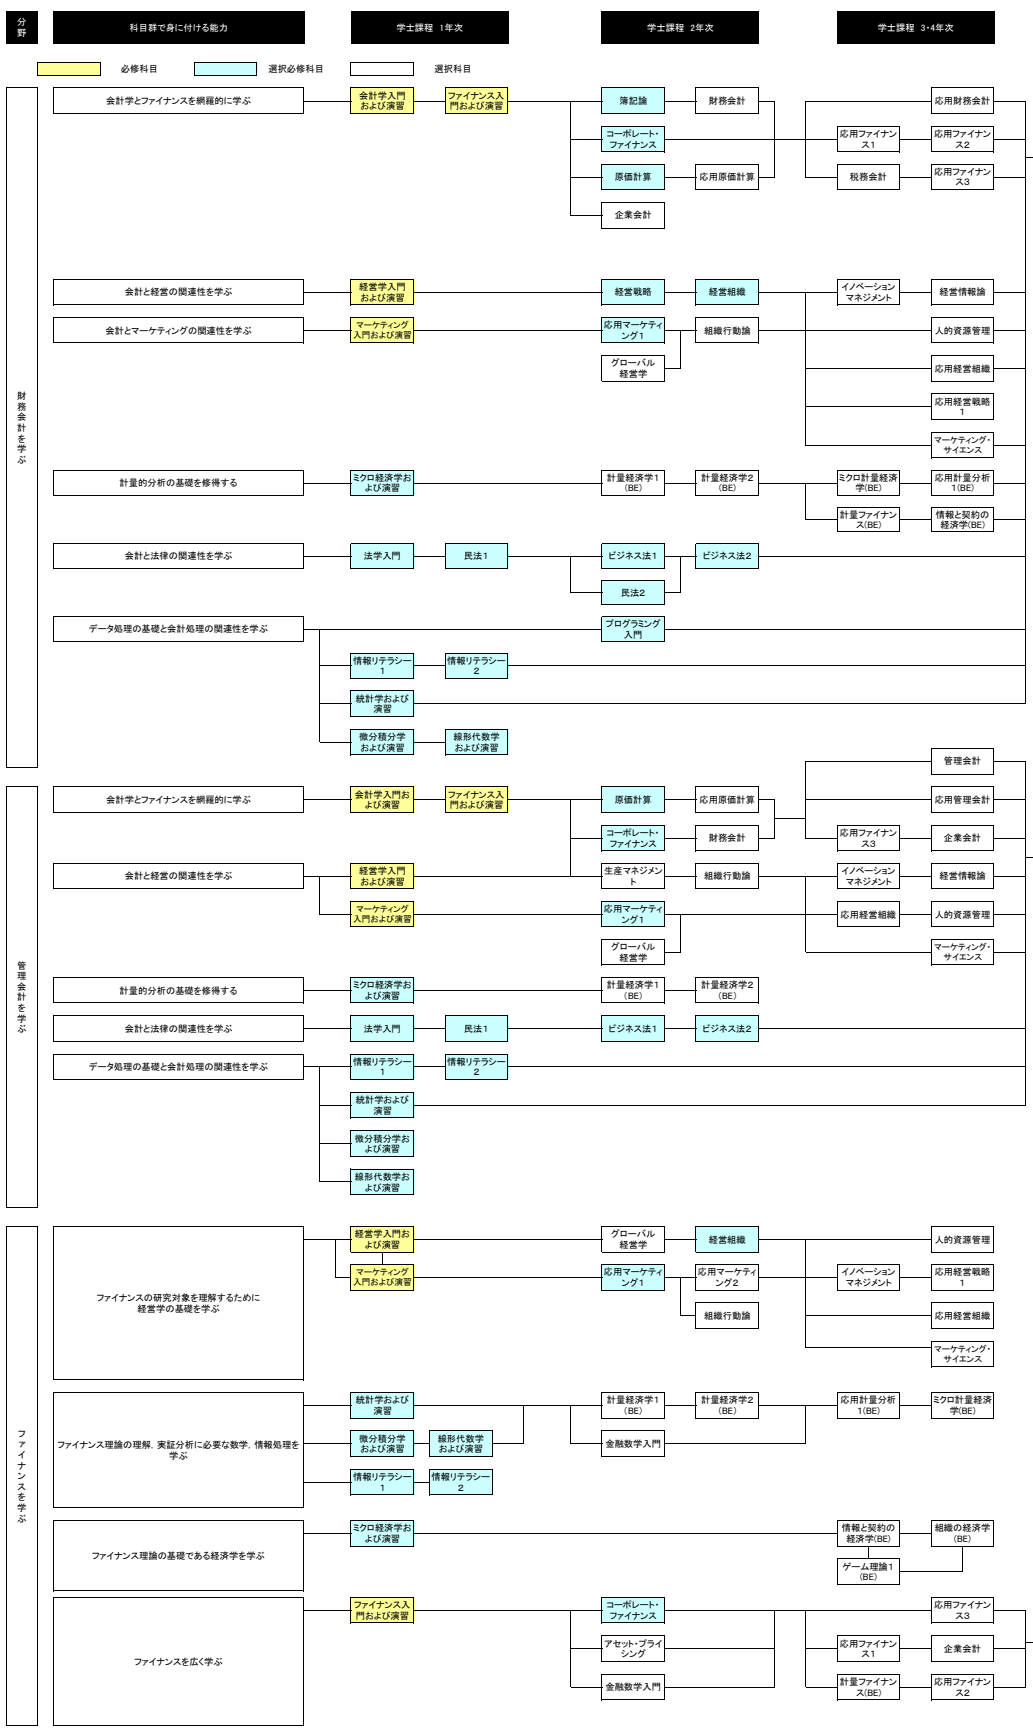 分
野
科目群で身に付ける能力
学士課程 1年次
学士課程 2年次
学士課程 3・4年次
必修科目
選択必修科目
選択科目
財務会計を学ぶ
会計学とファイナンスを網羅的に学ぶ
会計学入門
および演習
ファイナンス入
門および演習
簿記論
財務会計
応用財務会計
コーポレート・
ファイナンス
応用ファイナン
ス1
応用ファイナン
ス2
原価計算
応用原価計算
税務会計
応用ファイナン
ス3
企業会計
会計と経営の関連性を学ぶ
経営学入門
および演習
経営戦略
経営組織
イノベーション
マネジメント
経営情報論
会計とマーケティングの関連性を学ぶ
マーケティング
入門および演習
応用マーケティ
ング1
組織行動論
人的資源管理
グローバル
経営学
応用経営組織
応用経営戦略
1
マーケティング・
サイエンス
計量的分析の基礎を修得する
ミクロ経済学お
よび演習
計量経済学1
(BE)
計量経済学2
(BE)
ミクロ計量経済
学(BE)
応用計量分析
1(BE)
計量ファイナン
ス(BE)
情報と契約の
経済学(BE)
会計と法律の関連性を学ぶ
法学入門
民法1
ビジネス法1
ビジネス法2
民法2
データ処理の基礎と会計処理の関連性を学ぶ
プログラミング
入門
情報リテラシー
1
情報リテラシー
2
統計学および
演習
微分積分学
および演習
線形代数学
および演習
管理会計を学ぶ
管理会計
会計学とファイナンスを網羅的に学ぶ
会計学入門お
よび演習
ファイナンス入
門および演習
原価計算
応用原価計算
応用管理会計
コーポレート・
ファイナンス
財務会計
応用ファイナン
ス3
企業会計
会計と経営の関連性を学ぶ
経営学入門
および演習
生産マネジメン
ト
組織行動論
イノベーション
マネジメント
経営情報論
マーケティング
入門および演習
応用マーケティ
ング1
応用経営組織
人的資源管理
グローバル
経営学
マーケティング・
サイエンス
計量的分析の基礎を修得する
ミクロ経済学お
よび演習
計量経済学1
(BE)
計量経済学2
(BE)
会計と法律の関連性を学ぶ
法学入門
民法1
ビジネス法1
ビジネス法2
データ処理の基礎と会計処理の関連性を学ぶ
情報リテラシー
1
情報リテラシー
2
統計学および
演習
微分積分学お
よび演習
線形代数学お
よび演習
ファイナンスを学ぶ
ファイナンスの研究対象を理解するために
経営学の基礎を学ぶ
経営学入門お
よび演習
グローバル
経営学
経営組織
人的資源管理
マーケティング
入門および演習
応用マーケティ
ング1
応用マーケティ
ング2
イノベーション
マネジメント
応用経営戦略
1
組織行動論
応用経営組織
マーケティング・
サイエンス
ファイナンス理論の理解，実証分析に必要な数学，情報処理を
学ぶ
統計学および
演習
計量経済学1
(BE)
計量経済学2
(BE)
応用計量分析
1(BE)
ミクロ計量経済
学(BE)
微分積分学
および演習
線形代数学
および演習
金融数学入門
情報リテラシー
1
情報リテラシー
2
ファイナンス理論の基礎である経済学を学ぶ
ミクロ経済学お
よび演習
情報と契約の
経済学(BE)
組織の経済学
(BE)
ゲーム理論1
(BE)
ファイナンスを広く学ぶ
ファイナンス入
門および演習
コーポレート・
ファイナンス
応用ファイナン
ス3
アセット・プライ
シング
応用ファイナン
ス1
企業会計
金融数学入門
計量ファイナン
ス(BE)
応用ファイナン
ス2